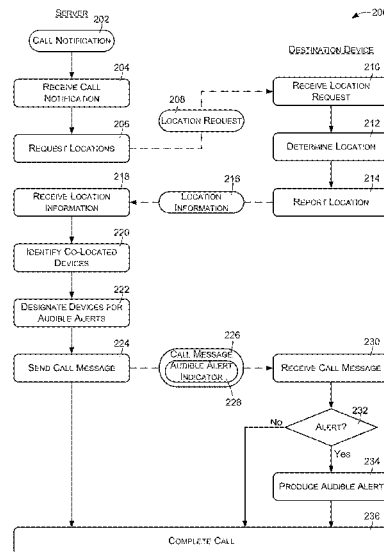 200
SERVER
202
CALL NOTIFICATION
DESTINATION DEVICE
204
RECEIVE CALL
NOTIFICATION
210
RECEIVE LOCATION
REQUEST
206
REQUEST LOCATIONS
208
LOCATION REQUEST
212
DETERMINE LOCATION
218
RECEIVE LOCATION
INFORMATION
216
LOCATION
INFORMATION
214
REPORT LOCATION
220
IDENTIFY CO-LOCATED
DEVICES
222
DESIGNATE DEVICES FOR
AUDIBLE ALERTS
224
SEND CALL MESSAGE
226
CALL MESSAGE
AUDIBLE ALERT
INDICATOR
228
230
RECEIVE CALL MESSAGE
232
ALERT?
No
Yes
234
PRODUCE AUDIBLE ALERT
236
COMPLETE CALL